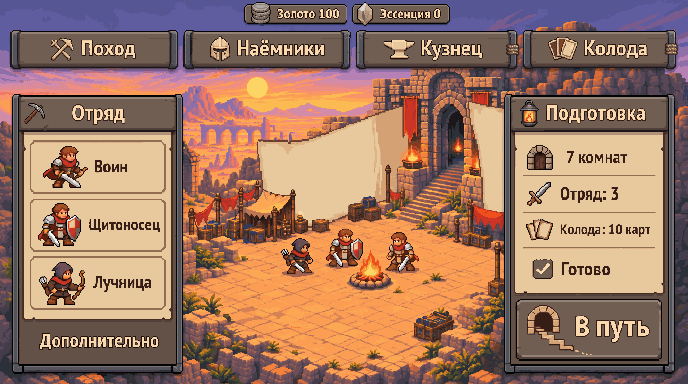 Золото 100
Эссенция 0
Поход
Наёмники
Кузнец
Колода
Отряд
Воин
Щитоносец
Лучница
Дополнительно
Подготовка
7 комнат
Отряд: 3
Колода: 10 карт
Готово
В путь